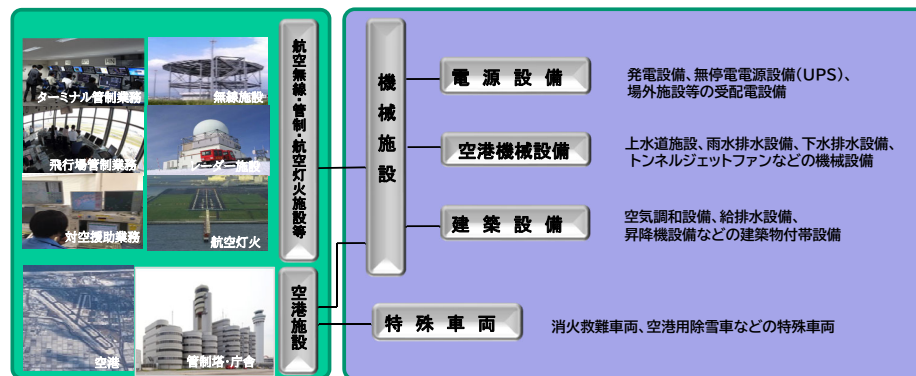 ターミナル管制業務
無線施設
飛行場管制業務
レーダー施設
対空援助業務
航空灯火
空港
管制塔・庁舎
航空無線・管制・航空灯火施設等
空港施設
機械施設
電源設備
発電設備、無停電電源設備(UPS)、
場外施設等の受配電設備
空港機械設備
上水道施設、雨水排水設備、下水排水設備、
トンネルジェットファンなどの機械設備
建築設備
空気調和設備、給排水設備、
昇降機設備などの建築物付帯設備
特殊車両
消火救難車両、空港用除雪車などの特殊車両